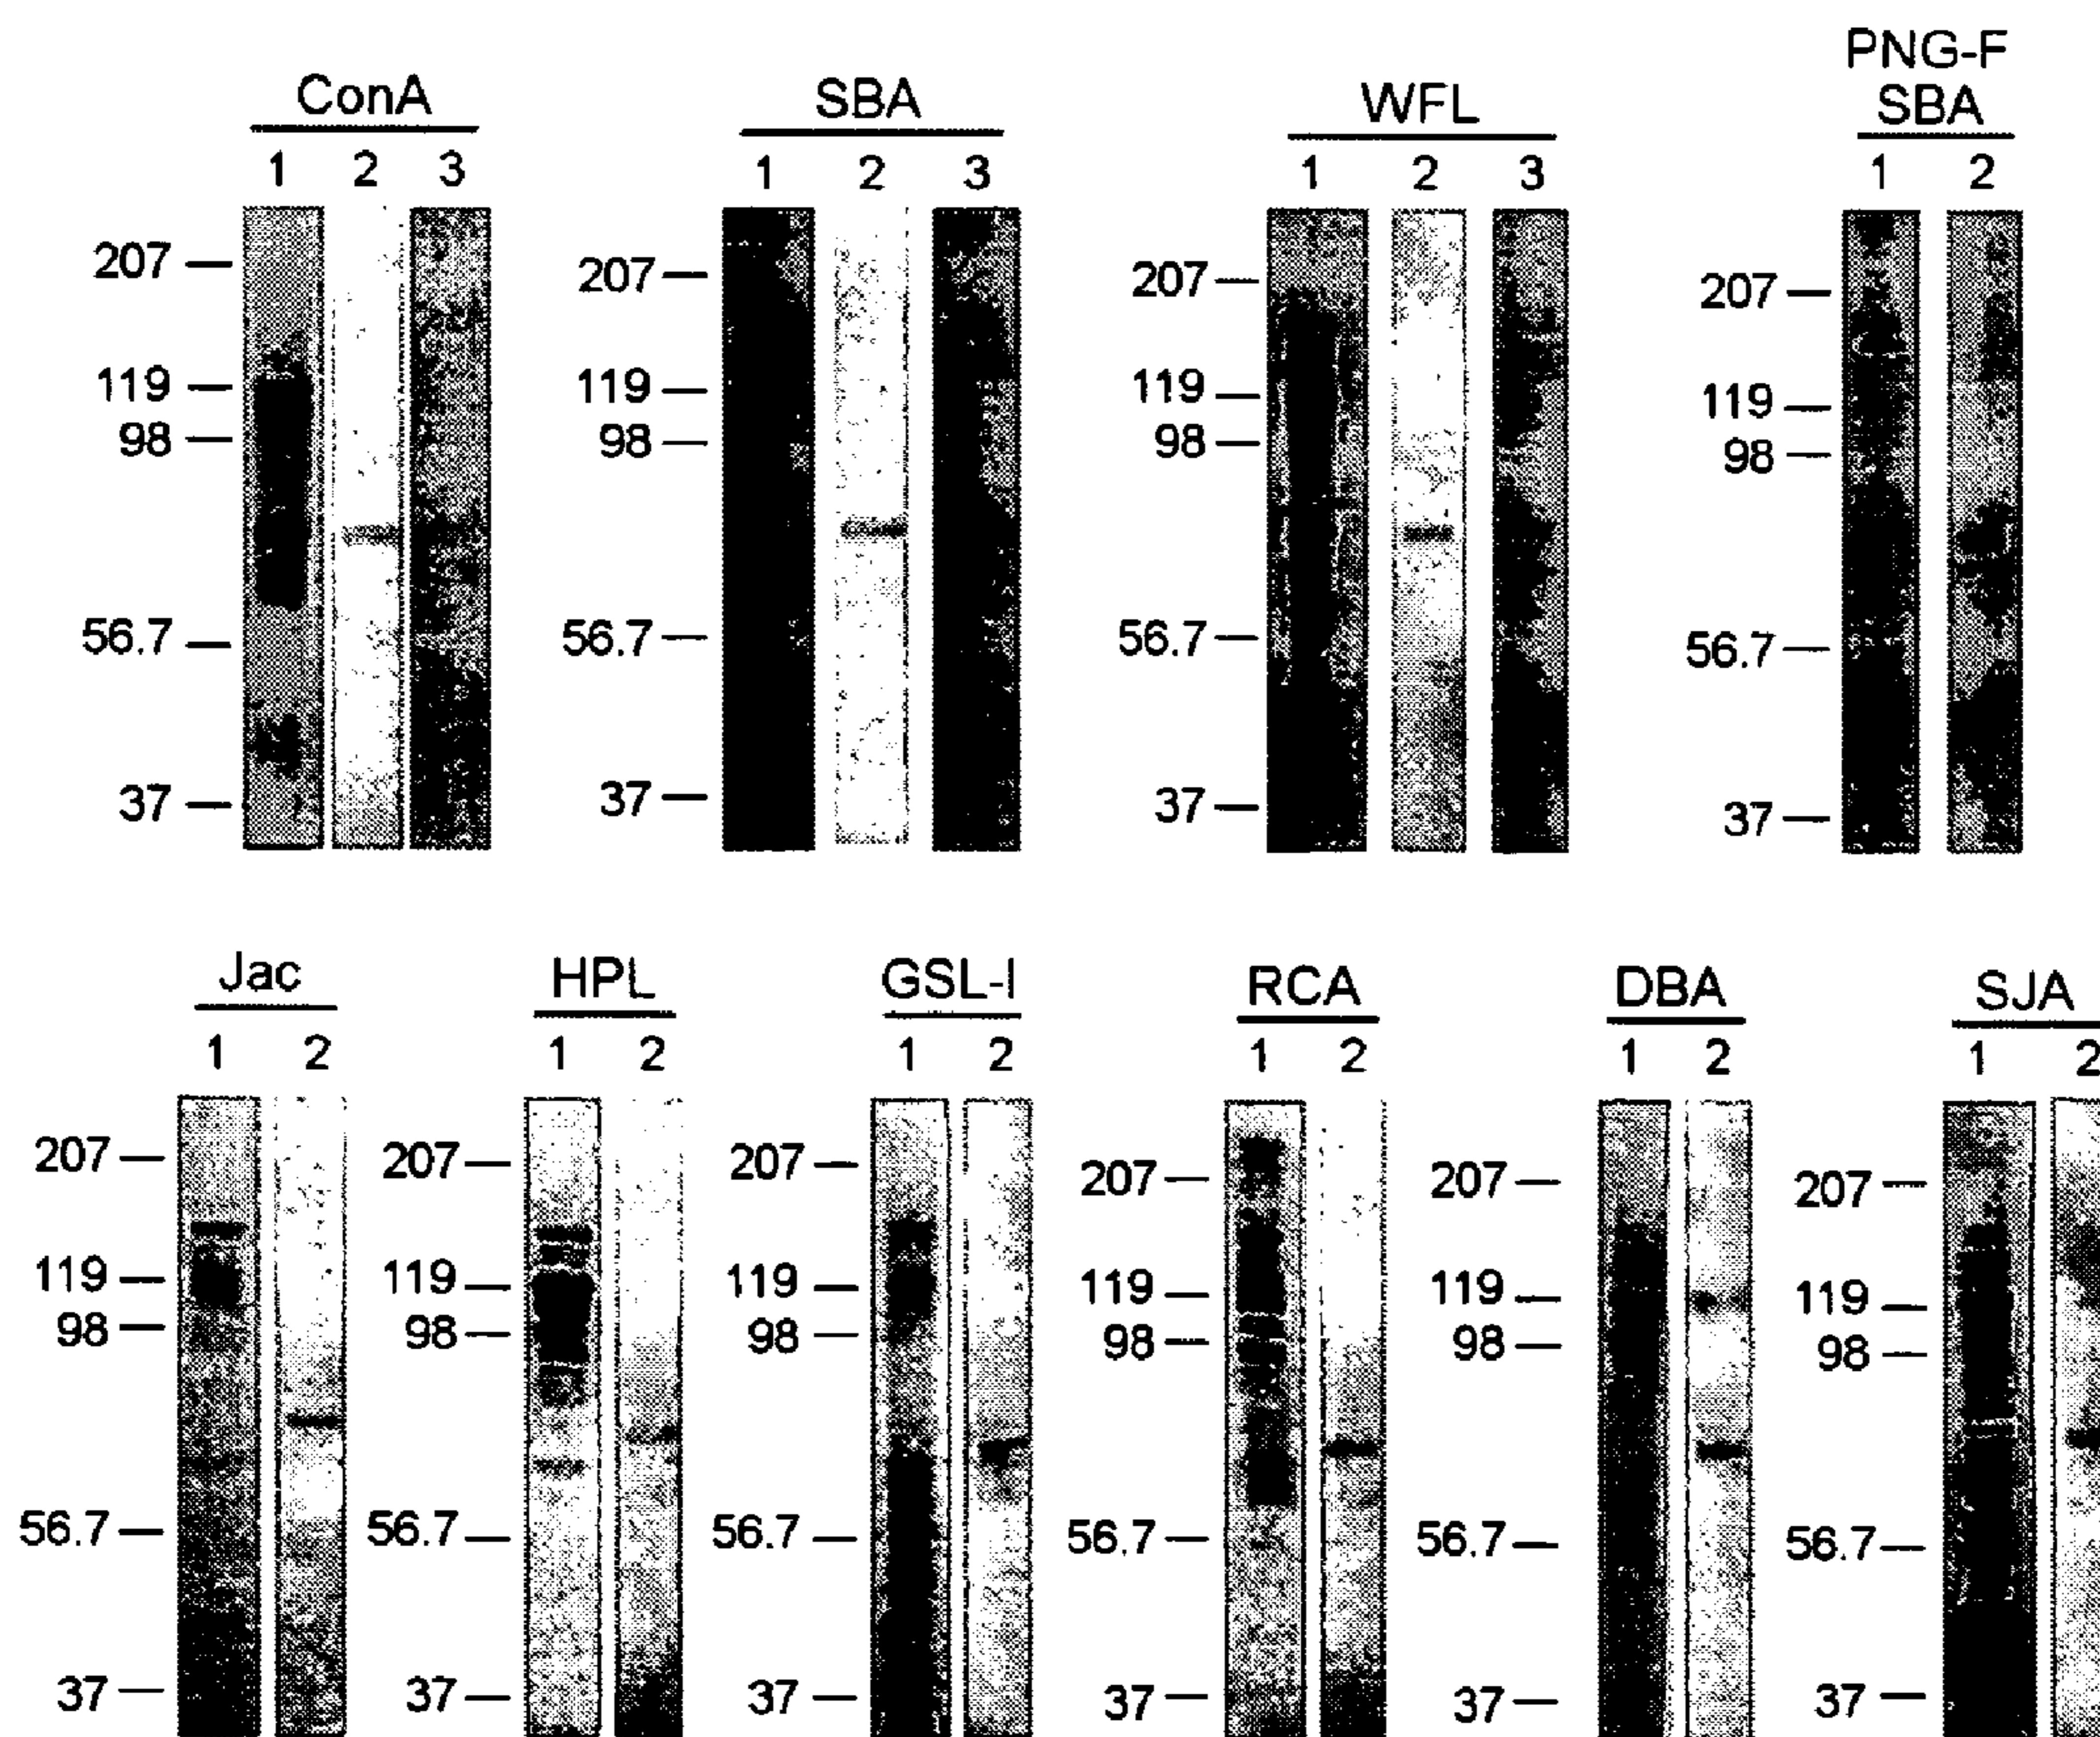 ConA SBA WFL PNG-F SBA
1 2 3 1 2 3 1 2 3 1 2
207 207 207 207
119 119 119 119
98 98 98 98
56.7 56.7 56.7 56.7
37 37 37 37
Jac HPL GSL-I RCA DBA SJA
1 2 1 2 1 2 1 2 1 2 1 2
207 207 207 207 207 207
119 119 119 119 119 119
98 98 98 98 98 98
56.7 56.7 56.7 56.7 56.7 56.7
37 37 37 37 37 37